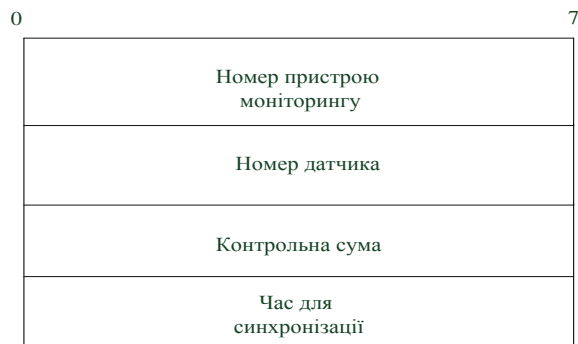 0 7
Номер пристрою
моніторингу
Номер датчика
Контрольна сума
Час для
синхронізації